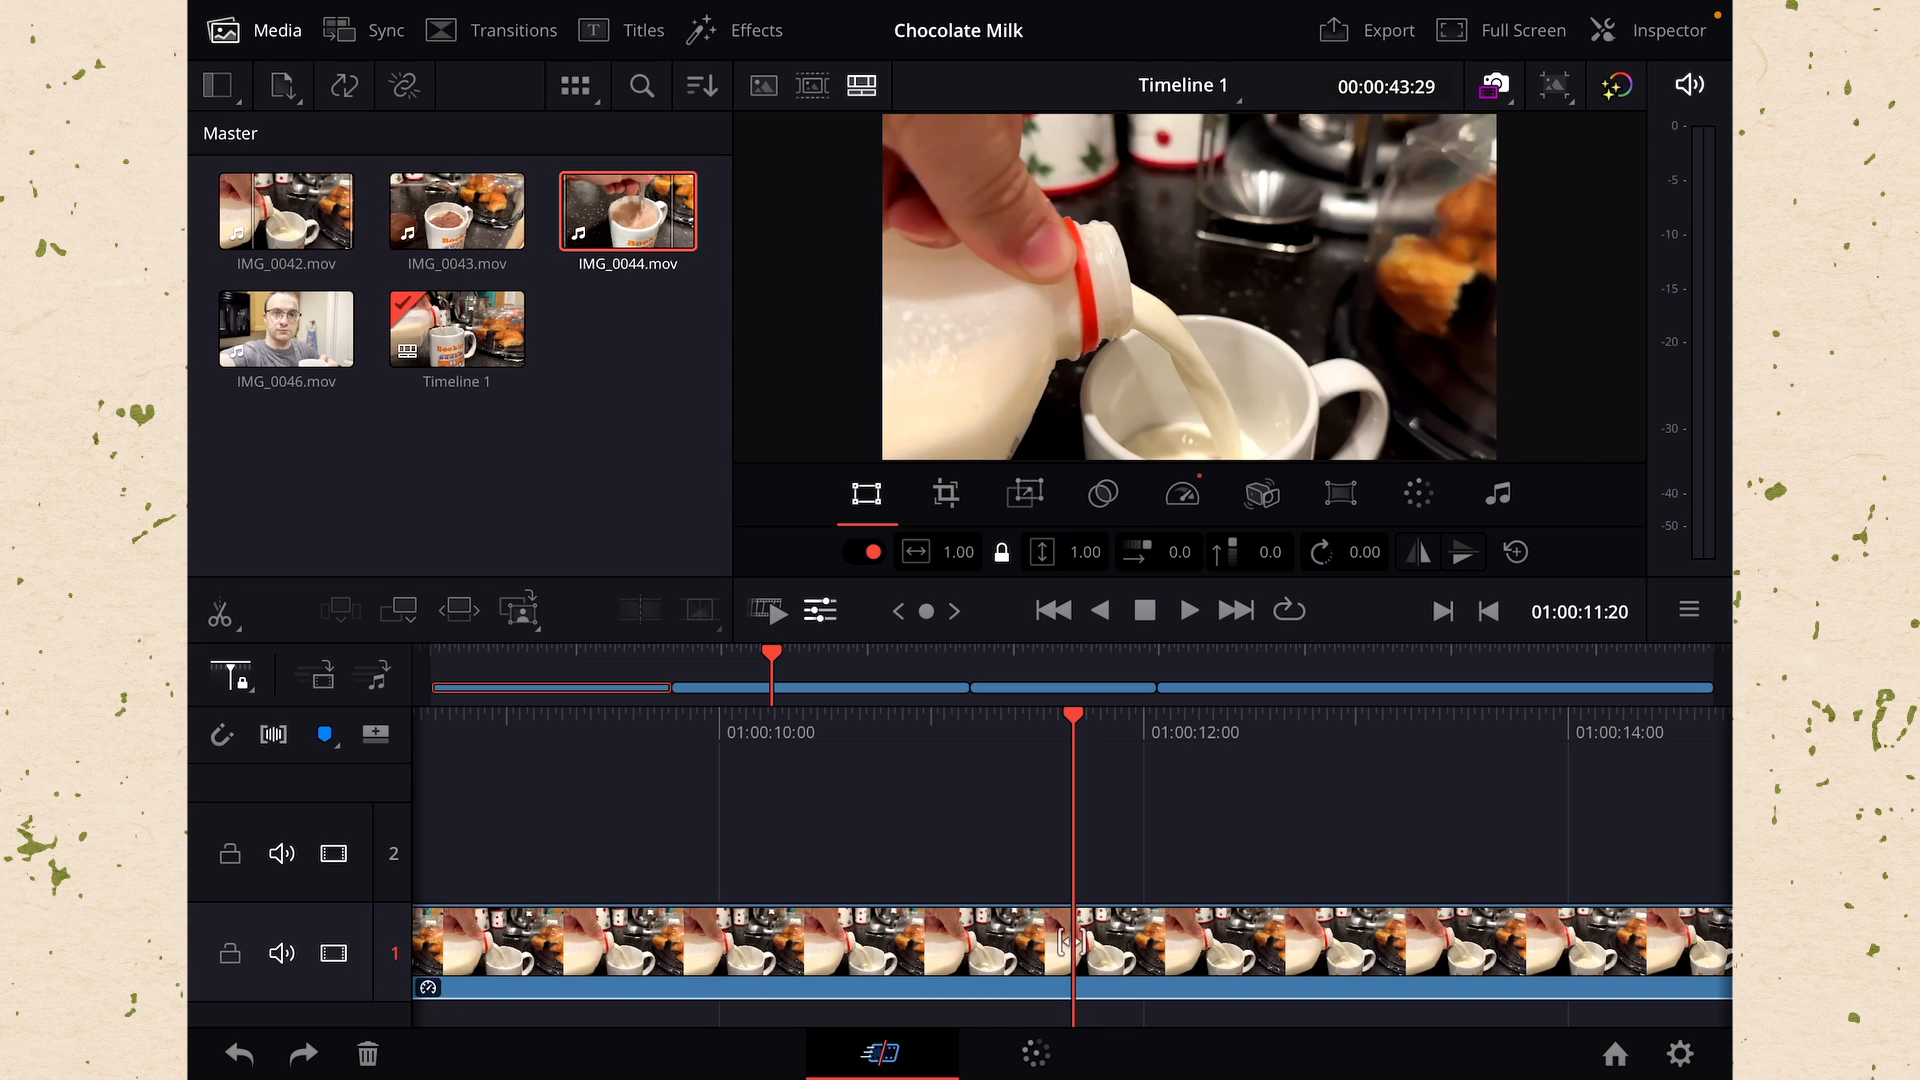 Media
Sync
Transitions
Titles
Effects
Chocolate Milk
Export
Full Screen
Inspector
Timeline 1
00:00:43:29
Master
IMG_0042.mov
IMG_0043.mov
IMG_0044.mov
IMG_0046.mov
Timeline 1
0
-5
-10
-15
-20
-30
-40
-50
1.00
1.00
0.0
0.0
0.00
01:00:11:20
01:00:10:00
01:00:12:00
01:00:14:00
2
1